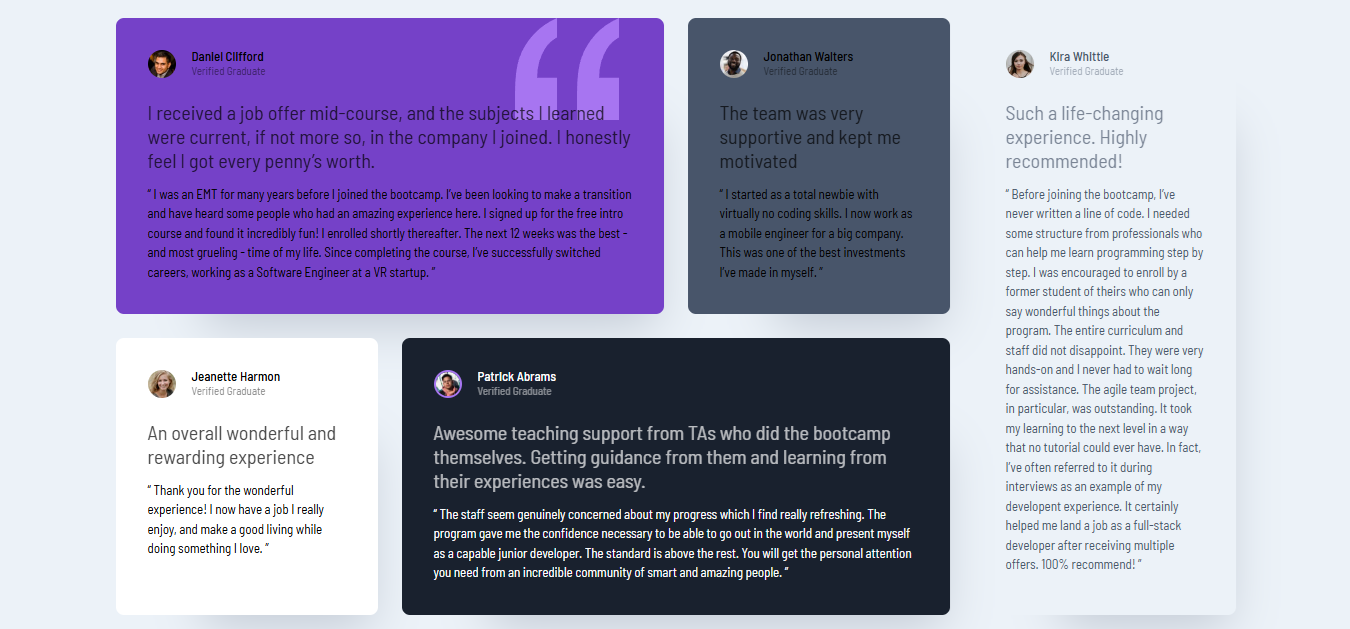 Daniel Clifford
Verified Graduate
I received a job offer mid-course, and the subjects I learned
were current, if not more so, in the company I joined. I honestly
feel I got every penny’s worth.
“ I was an EMT for many years before I joined the bootcamp. I’ve been looking to make a transition
and have heard some people who had an amazing experience here. I signed up for the free intro
course and found it incredibly fun! I enrolled shortly thereafter. The next 12 weeks was the best -
and most grueling - time of my life. Since completing the course, I’ve successfully switched
careers, working as a Software Engineer at a VR startup. ”
Jonathan Walters
Verified Graduate
The team was very
supportive and kept me
motivated
“ I started as a total newbie with
virtually no coding skills. I now work as
a mobile engineer for a big company.
This was one of the best investments
I’ve made in myself. ”
Kira Whittle
Verified Graduate
Such a life-changing
experience. Highly
recommended!
“ Before joining the bootcamp, I’ve
never written a line of code. I needed
some structure from professionals who
can help me learn programming step by
step. I was encouraged to enroll by a
former student of theirs who can only
say wonderful things about the
program. The entire curriculum and
staff did not disappoint. They were very
hands-on and I never had to wait long
for assistance. The agile team project,
in particular, was outstanding. It took
my learning to the next level in a way
that no tutorial could ever have. In fact,
I’ve often referred to it during
interviews as an example of my
developent experience. It certainly
helped me land a job as a full-stack
developer after receiving multiple
offers. 100% recommend! ”
Jeanette Harmon
Verified Graduate
An overall wonderful and
rewarding experience
“ Thank you for the wonderful
experience! I now have a job I really
enjoy, and make a good living while
doing something I love. ”
Patrick Abrams
Verified Graduate
Awesome teaching support from TAs who did the bootcamp
themselves. Getting guidance from them and learning from
their experiences was easy.
“ The staff seem genuinely concerned about my progress which I find really refreshing. The
program gave me the confidence necessary to be able to go out in the world and present myself
as a capable junior developer. The standard is above the rest. You will get the personal attention
you need from an incredible community of smart and amazing people. ”